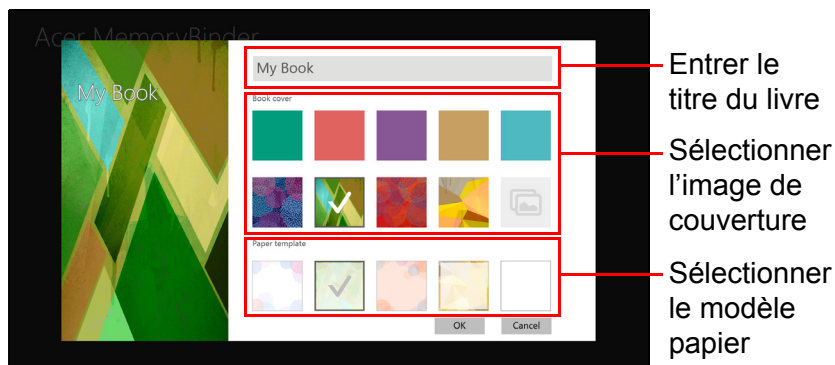 Acer MemoryBinder
My Book
My Book
Book cover
Paper template
OK
Cancel
Entrer le
titre du livre
Sélectionner
l’image de
couverture
Sélectionner
le modèle
papier